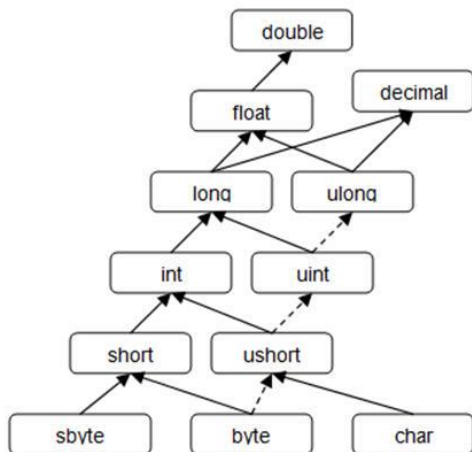 double
decimal
float
long
ulong
int
uint
short
ushort
sbyte
byte
char